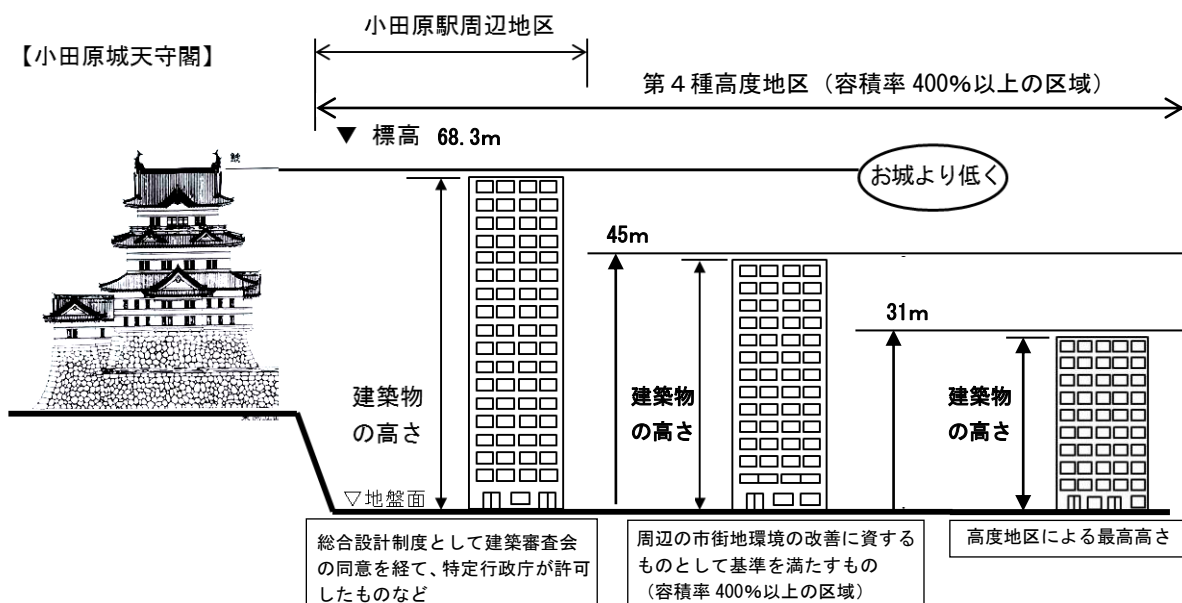 小田原駅周辺地区
【小田原城天守閣】
第４種高度地区（容積率 400%以上の区域）
▼ 標高 68.3m
鯱
お城より低く
45m
31m
建築物
の高さ
建築物
の高さ
建築物
の高さ
▽地盤面
総合設計制度として建築審査会
の同意を経て、特定行政庁が許可
したものなど
周辺の市街地環境の改善に資する
ものとして基準を満たすもの
（容積率 400%以上の区域）
高度地区による最高高さ